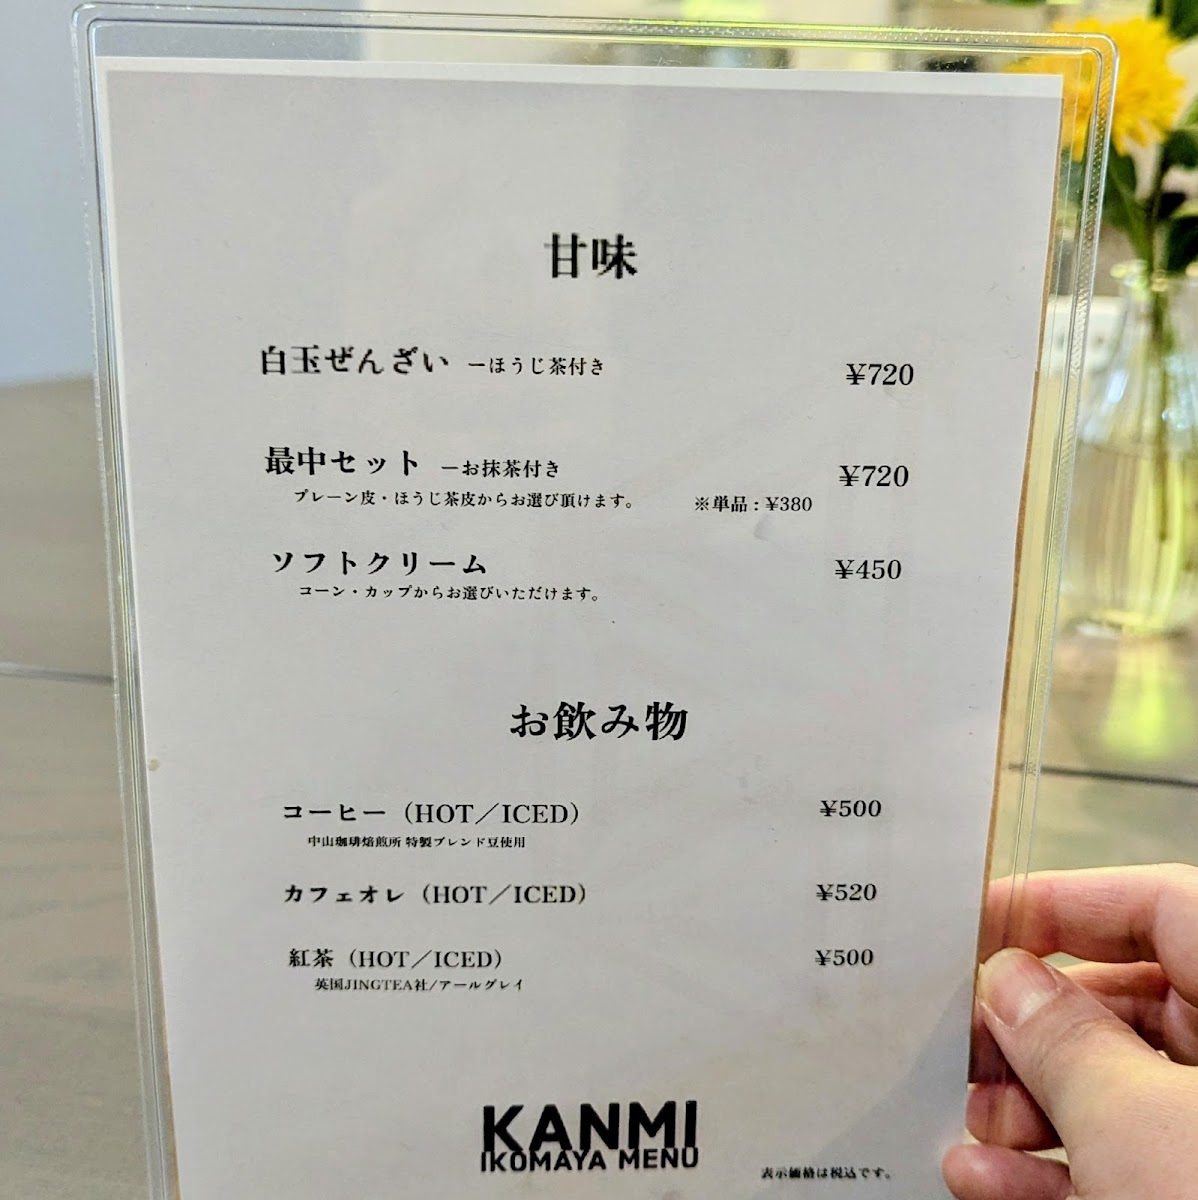 甘味
白玉ぜんざい ーほうじ茶付き ¥720
最中セット ーお抹茶付き ¥720
プレーン皮・ほうじ茶皮からお選び頂けます。 ※単品：¥380
ソフトクリーム ¥450
コーン・カップからお選びいただけます。
お飲み物
コーヒー（HOT／ICED） ¥500
中山珈琲焙煎所 特製ブレンド豆使用
カフェオレ（HOT／ICED） ¥520
紅茶（HOT／ICED） ¥500
英国JINGTEA社/アールグレイ
KANMI
IKOMAYA MENU
表示価格は税込です。